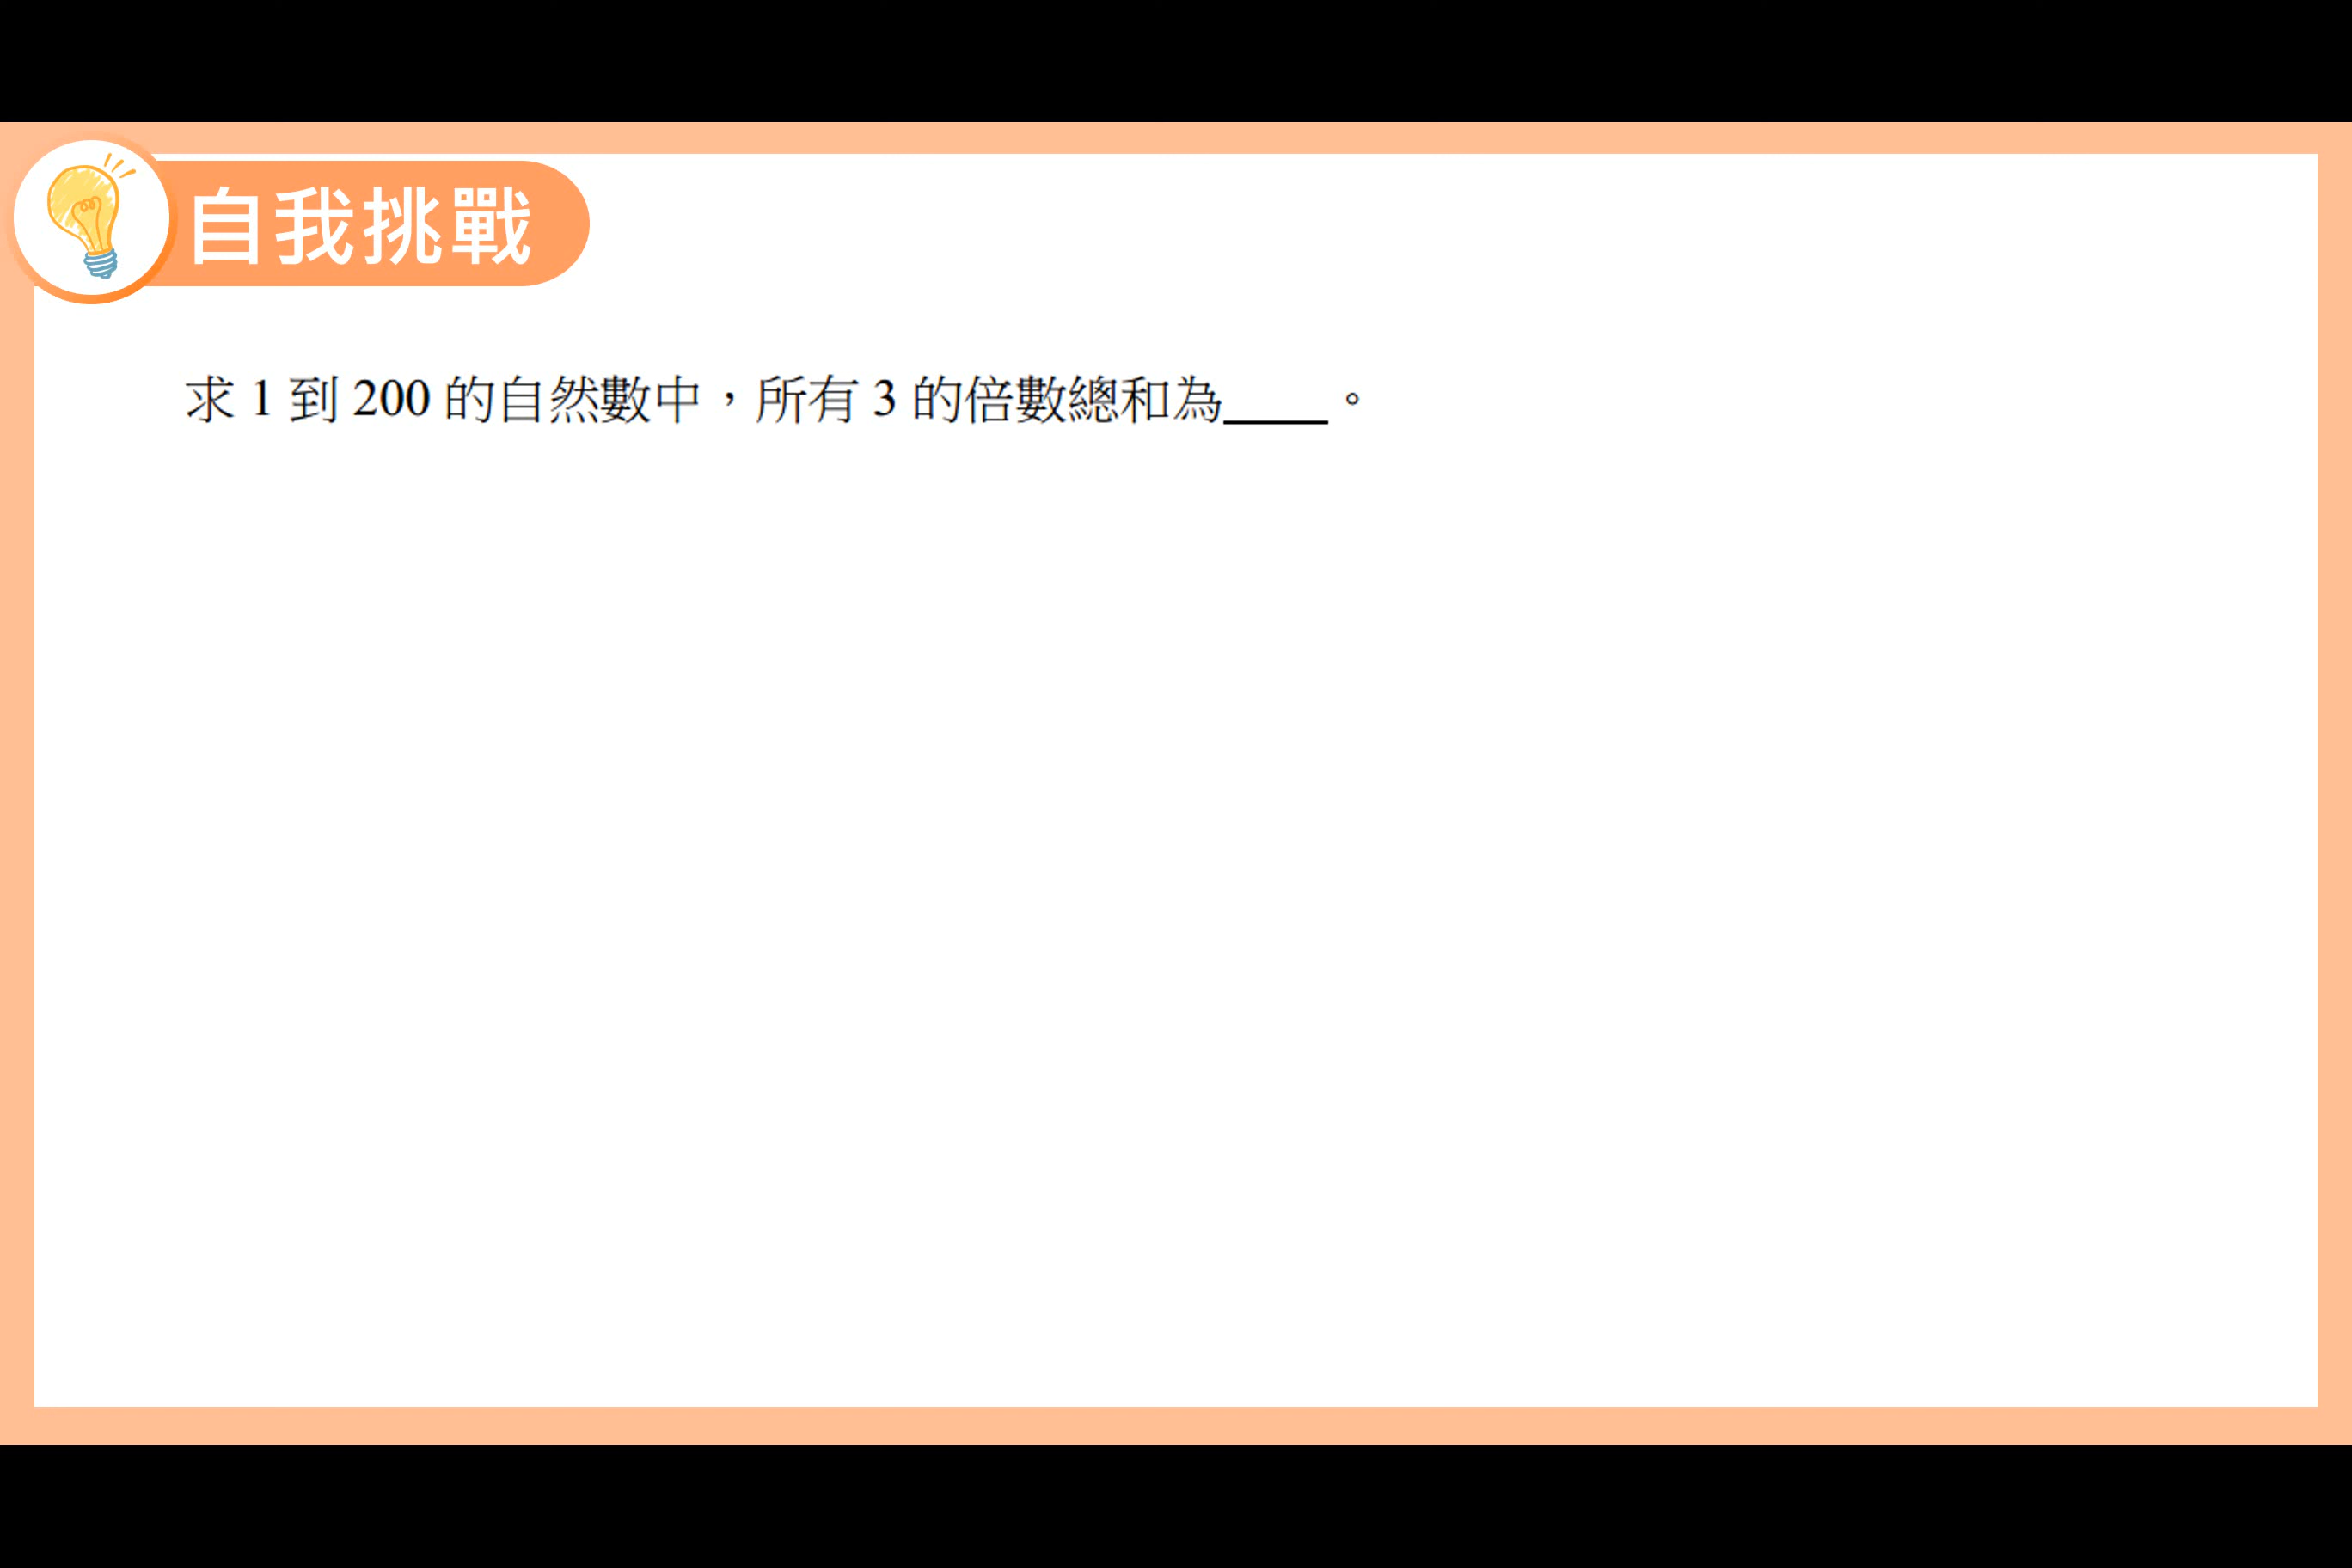 自我挑戰
求 1 到 200 的自然數中，所有 3 的倍數總和為____。